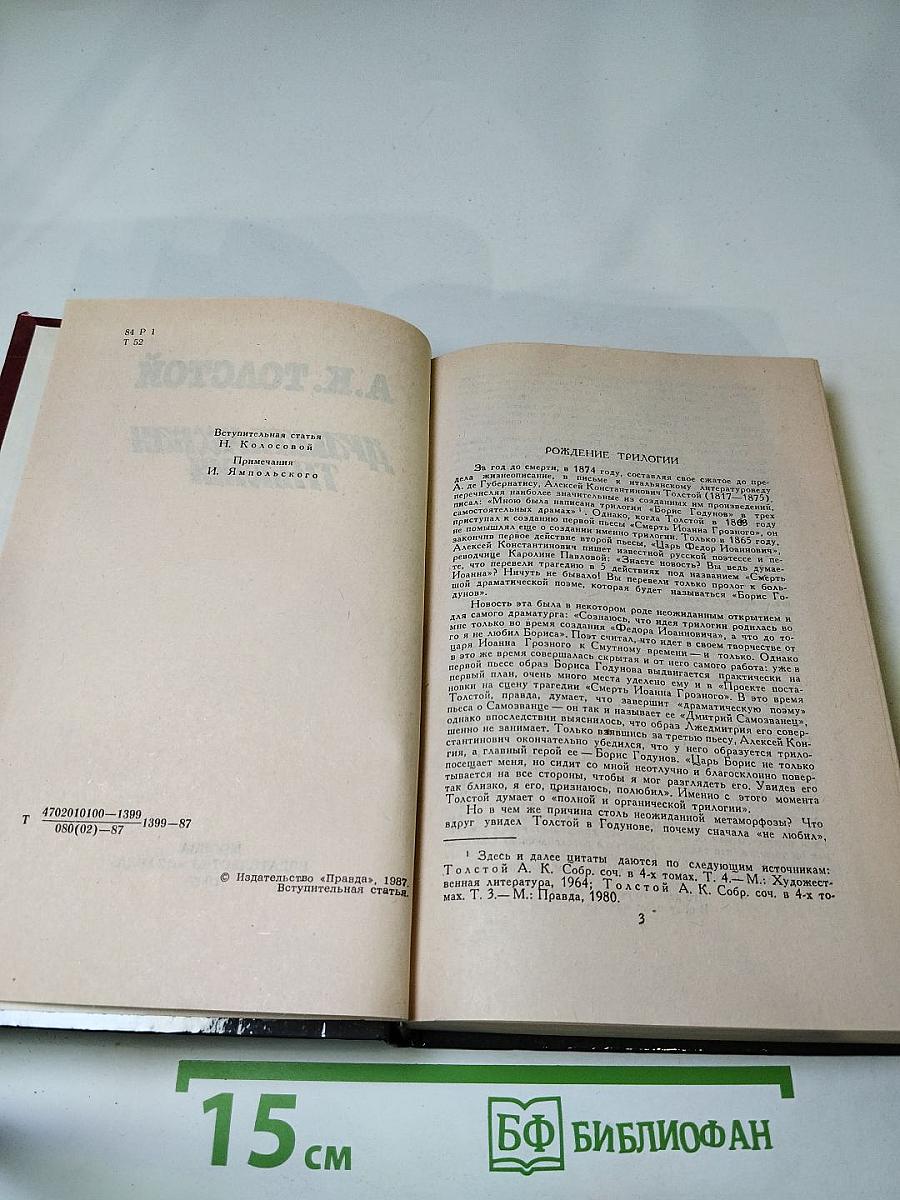 84 Р 1
Т 52
А. К. ТОЛСТОЙ
Вступительная статья
Н. Колосовой
Примечания
И. Ямпольского
Т 4702010100—1399
080(02)—87 1399—87
© Издательство «Правда», 1987.
Вступительная статья.
РОЖДЕНИЕ ТРИЛОГИИ
За год до смерти, в 1874 году, составляя свое сжатое до пре-
дела жизнеописание, в письме к итальянскому литературоведу
А. де Губернатису, Алексей Константинович Толстой (1817—1875),
перечисляя наиболее значительные из созданных им произведений,
писал: «Мною была написана трилогия «Борис Годунов» в трех
самостоятельных драмах» ¹. Однако, когда Толстой в 1863 году
приступал к созданию первой пьесы «Смерть Иоанна Грозного», он
не помышлял еще о создании именно трилогии. Только в 1865 году,
закончив первое действие второй пьесы, «Царь Федор Иоаннович»,
Алексей Константинович пишет известной русской поэтессе и пе-
реводчице Каролине Павловой: «Знаете новость? Вы ведь думае-
те, что перевели трагедию в 5 действиях под названием «Смерть
Иоанна»? Ничуть не бывало! Вы перевели только пролог к боль-
шой драматической поэме, которая будет называться «Борис Го-
дунов».
Новость эта была в некотором роде неожиданным открытием и
для самого драматурга: «Сознаюсь, что идея трилогии родилась во
мне только во время создания «Федора Иоанновича», а что до то-
го я не любил Бориса». Поэт считал, что идет в своем творчестве от
царя Иоанна Грозного к Смутному времени — и только. Однако
в это же время совершалась скрытая и от него самого работа: уже в
первой пьесе образ Бориса Годунова выдвигается практически на
первый план, очень много места уделено ему и в «Проекте поста-
новки на сцену трагедии «Смерть Иоанна Грозного». В это время
Толстой, правда, думает, что завершит «драматическую поэму»
пьеса о Самозванце — он так и называет ее «Дмитрий Самозванец»,
однако впоследствии выяснилось, что образ Лжедмитрия его совер-
шенно не занимает. Только взявшись за третью пьесу, Алексей Кон-
стантинович окончательно убедился, что у него образуется трило-
гия, а главный герой ее — Борис Годунов. «Царь Борис не только
посещает меня, но сидит со мной неотлучно и благосклонно повер-
тывается на все стороны, чтобы я мог разглядеть его. Увидев его
так близко, я его, признаюсь, полюбил». Именно с этого момента
Толстой думает о «полной и органической трилогии».
Но в чем же причина столь неожиданной метаморфозы? Что
вдруг увидел Толстой в Годунове, почему сначала «не любил»,
¹ Здесь и далее цитаты даются по следующим источникам:
Толстой А. К. Собр. соч. в 4-х томах. Т. 4.— М.: Художест-
венная литература, 1964; Толстой А. К. Собр. соч. в 4-х то-
мах. Т. 3.— М.: Правда, 1980.
3
15 см
БФ БИБЛИОФАН